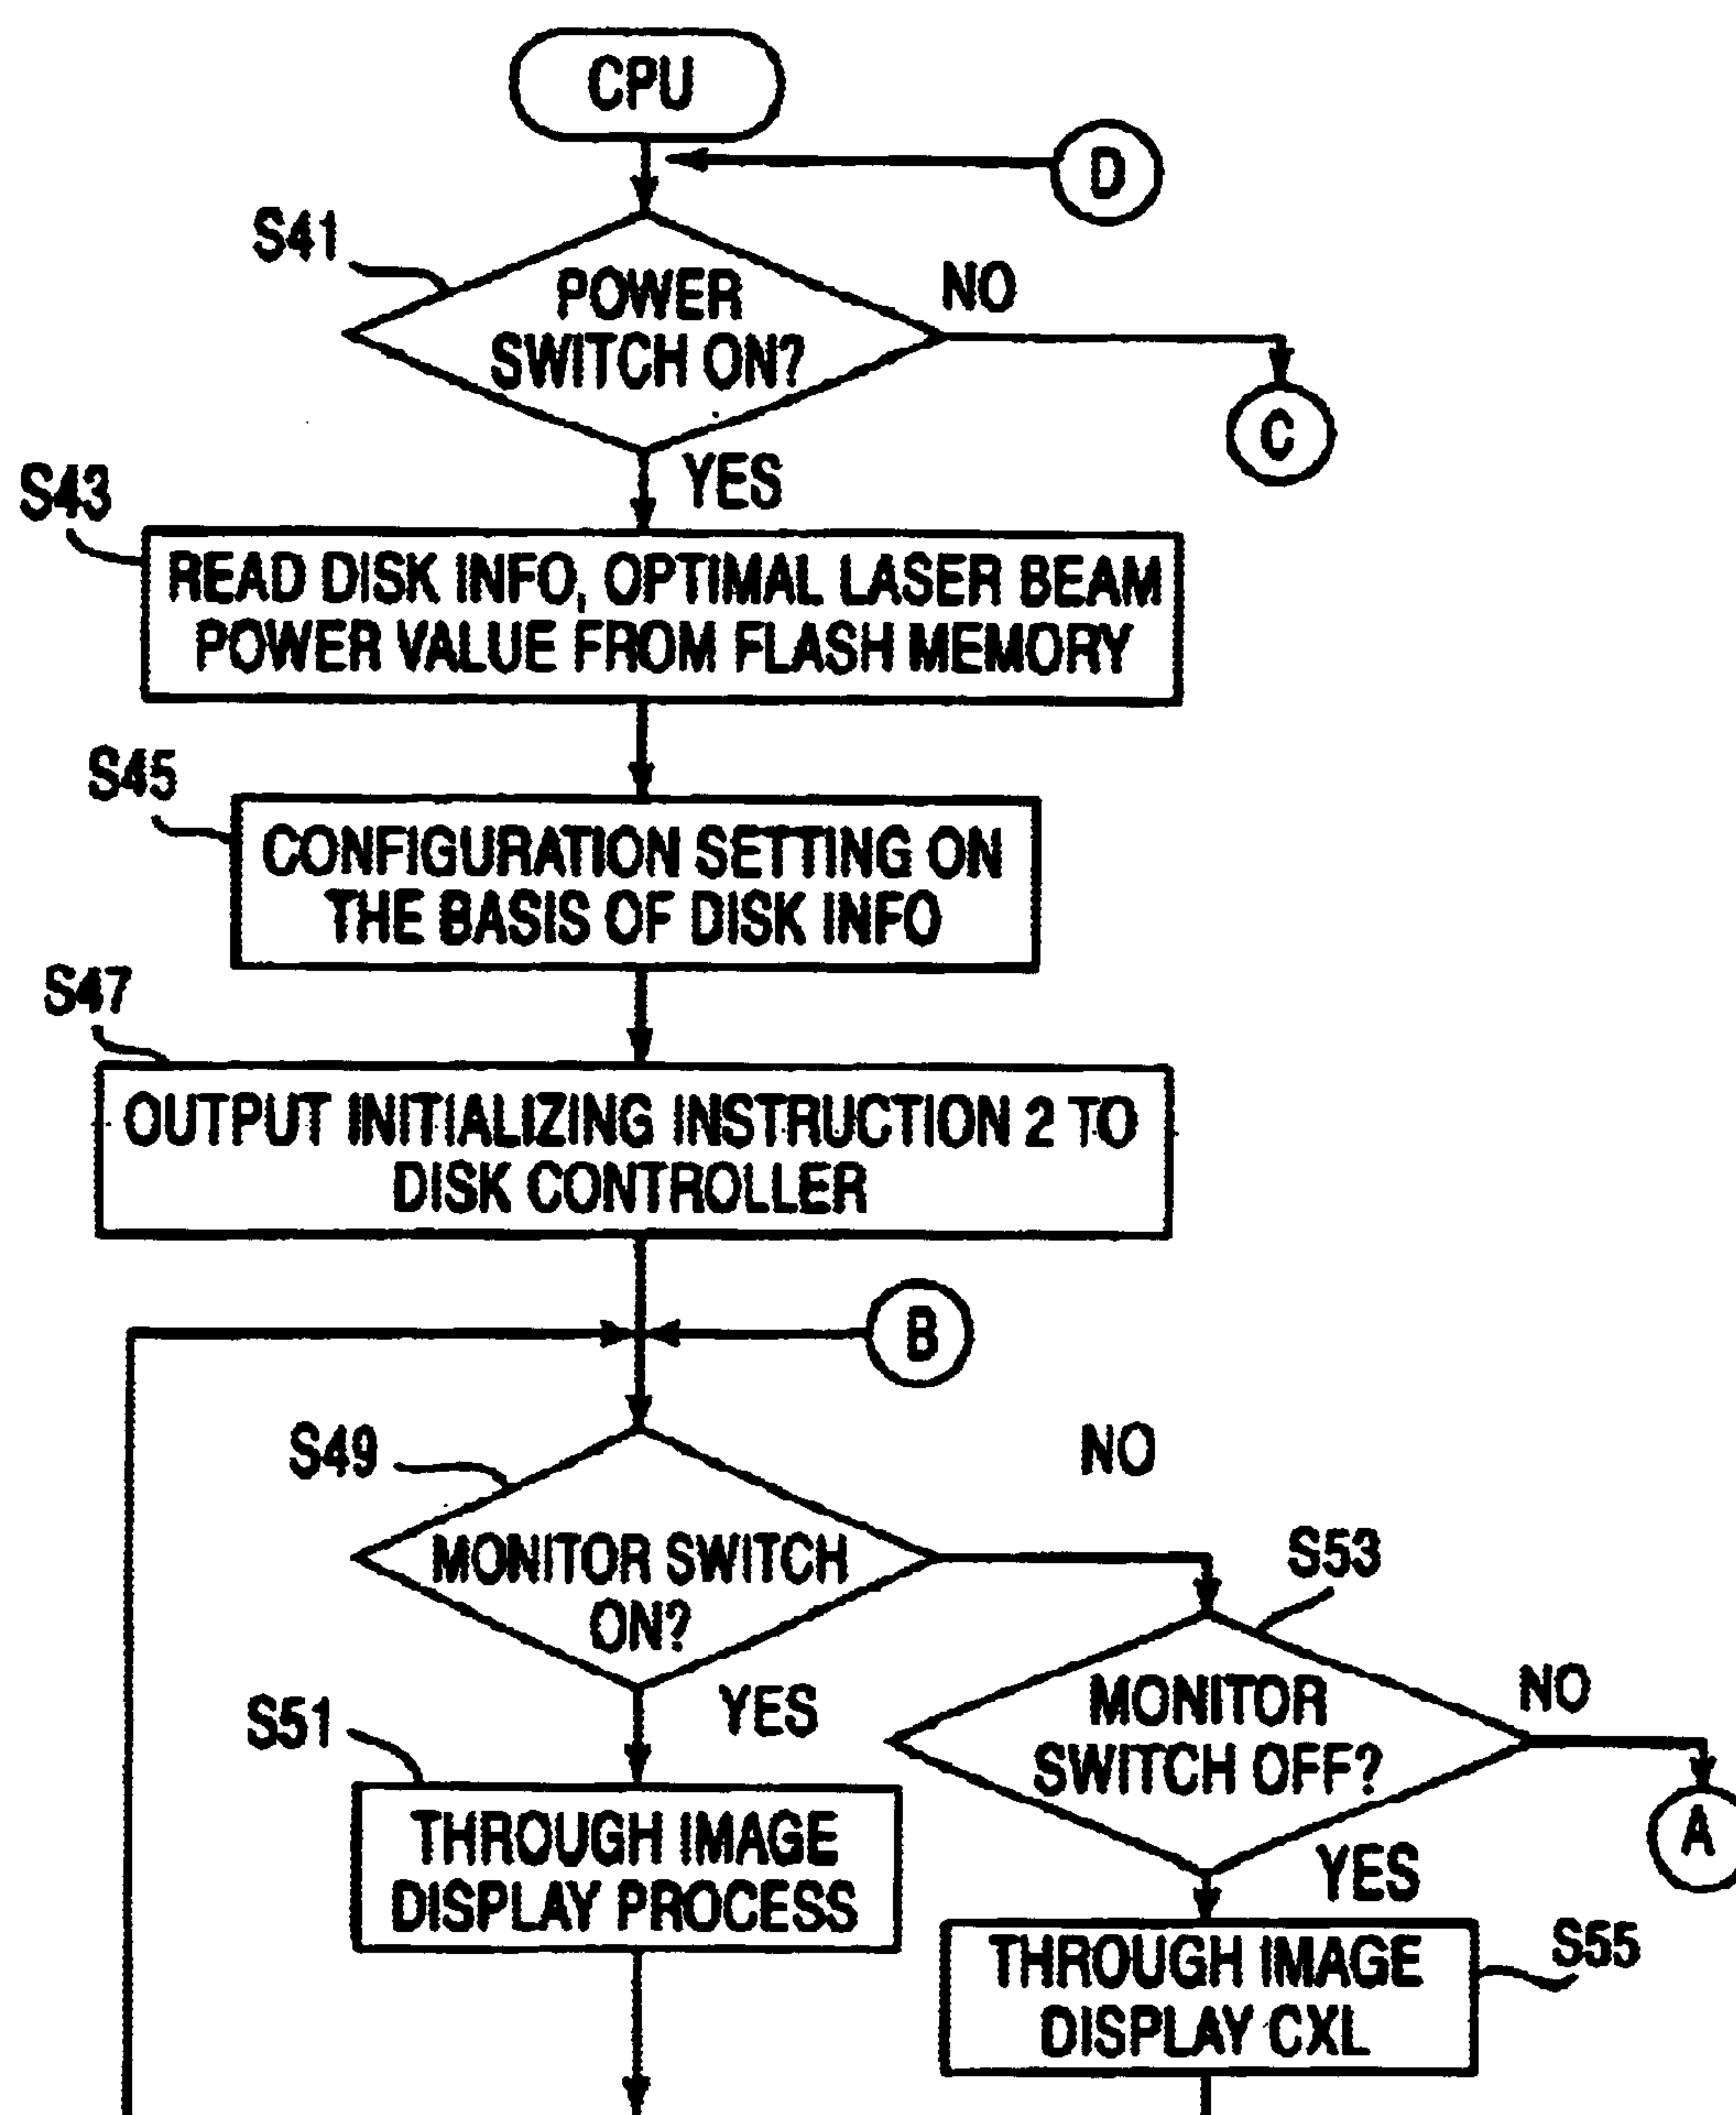 CPU
D
S41
POWER
SWITCH ON?
NO
C
YES
S43
READ DISK INFO, OPTIMAL LASER BEAM
POWER VALUE FROM FLASH MEMORY
S45
CONFIGURATION SETTING ON
THE BASIS OF DISK INFO
S47
OUTPUT INITIALIZING INSTRUCTION 2 TO
DISK CONTROLLER
B
S49
NO
MONITOR SWITCH
ON?
S53
YES
S51
MONITOR
SWITCH OFF?
NO
A
THROUGH IMAGE
DISPLAY PROCESS
YES
THROUGH IMAGE
DISPLAY CXL
S55